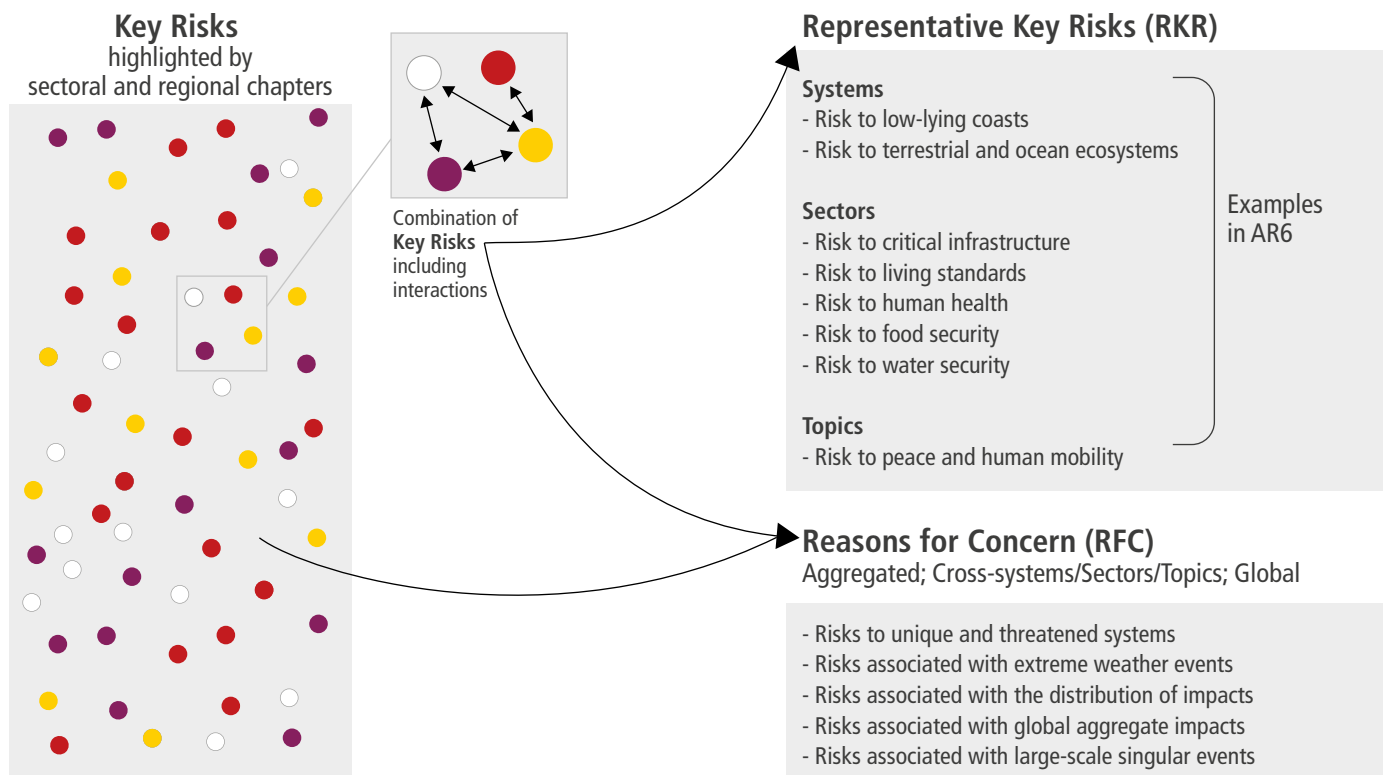 Key Risks
highlighted by
sectoral and regional chapters
Combination of
Key Risks
including
interactions
Representative Key Risks (RKR)
Systems
- Risk to low-lying coasts
- Risk to terrestrial and ocean ecosystems
Sectors
- Risk to critical infrastructure
- Risk to living standards
- Risk to human health
- Risk to food security
- Risk to water security
Topics
- Risk to peace and human mobility
Examples
in AR6
Reasons for Concern (RFC)
Aggregated; Cross-systems/Sectors/Topics; Global
- Risks to unique and threatened systems
- Risks associated with extreme weather events
- Risks associated with the distribution of impacts
- Risks associated with global aggregate impacts
- Risks associated with large-scale singular events